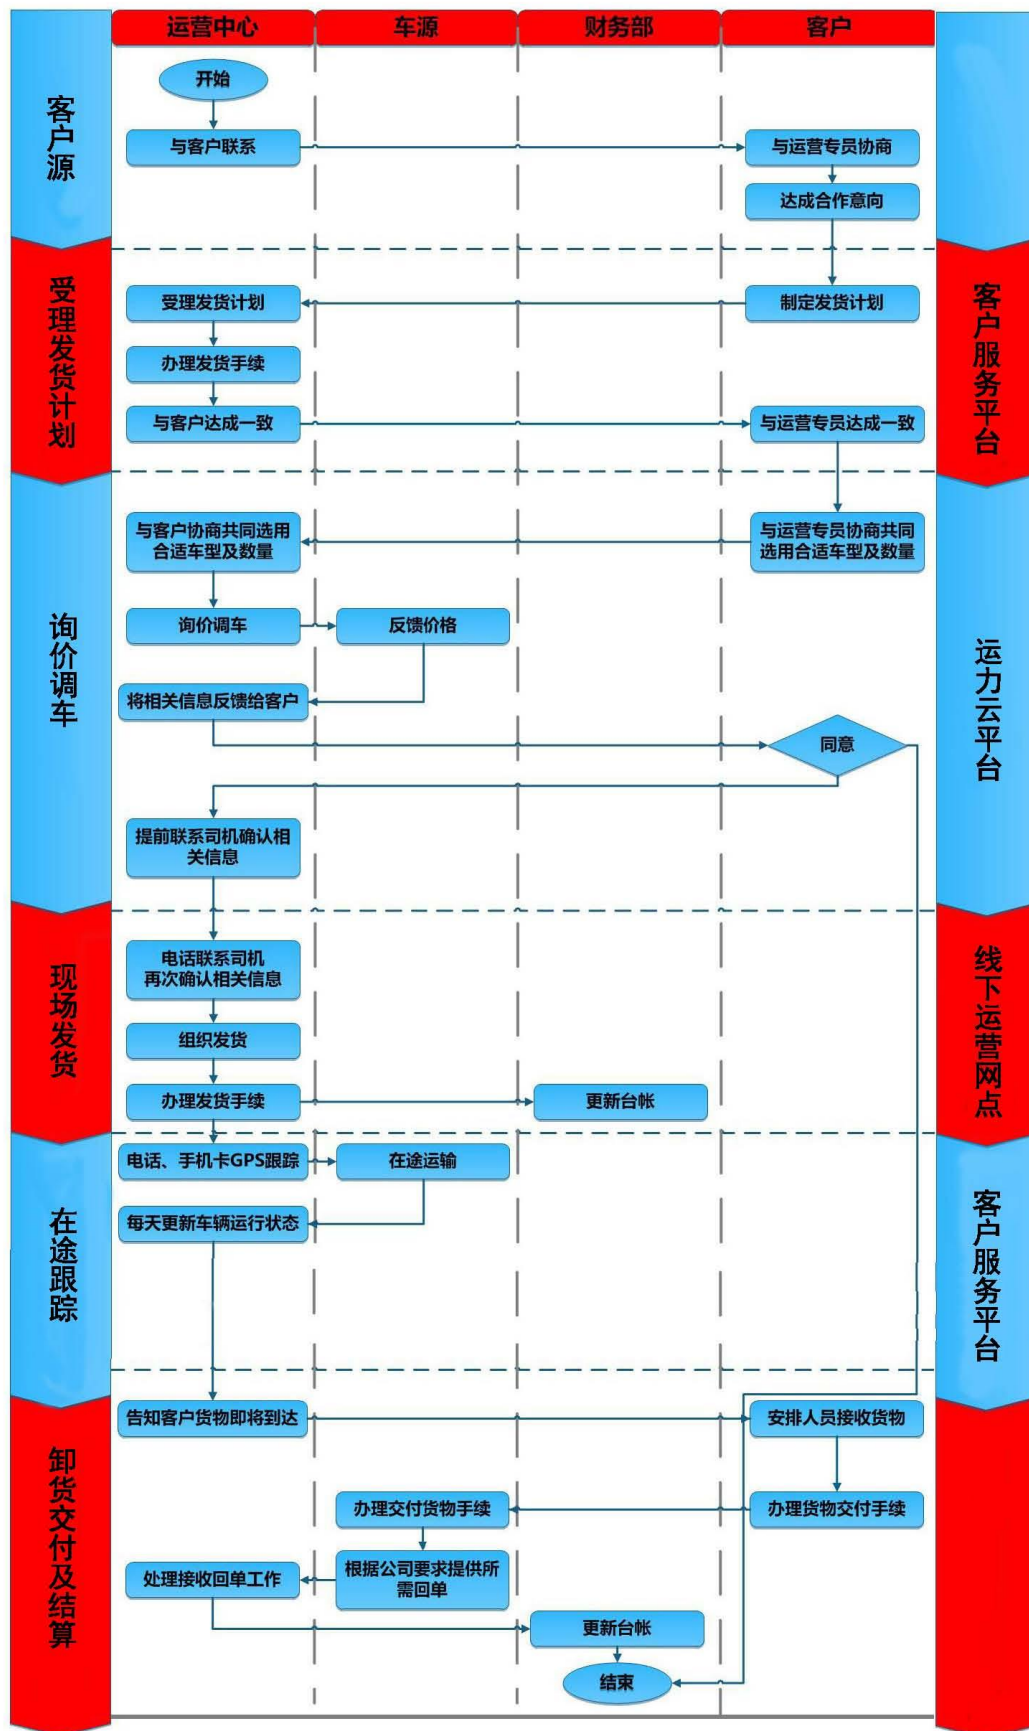 运营中心
车源
财务部
客户
客户源
开始
与客户联系
与运营专员协商
达成合作意向
受理发货计划
客户服务平台
受理发货计划
制定发货计划
办理发货手续
与客户达成一致
与运营专员达成一致
询价调车
运力云平台
与客户协商共同选用
合适车型及数量
与运营专员协商共同
选用合适车型及数量
询价调车
反馈价格
将相关信息反馈给客户
同意
提前联系司机确认相
关信息
现场发货
线下运营网点
电话联系司机
再次确认相关信息
组织发货
办理发货手续
更新台帐
在途跟踪
客户服务平台
电话、手机卡GPS跟踪
在途运输
每天更新车辆运行状态
卸货交付及结算
告知客户货物即将到达
安排人员接收货物
办理交付货物手续
办理货物交付手续
处理接收回单工作
根据公司要求提供所
需回单
更新台帐
结束